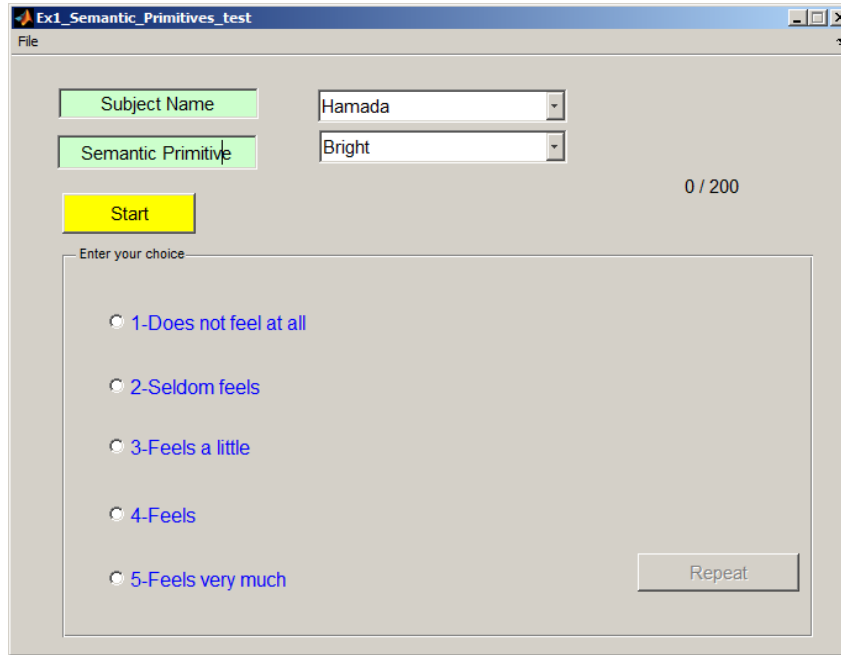 Ex1_Semantic_Primitives_test
File
Subject Name
Hamada
Semantic Primitive
Bright
0 / 200
Start
Enter your choice
1-Does not feel at all
2-Seldom feels
3-Feels a little
4-Feels
5-Feels very much
Repeat